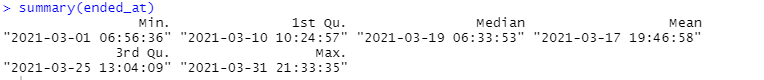 > summary(ended_at)
Min. 1st Qu. Median Mean
"2021-03-01 06:56:36" "2021-03-10 10:24:57" "2021-03-19 06:33:53" "2021-03-17 19:46:58"
3rd Qu. Max.
"2021-03-25 13:04:09" "2021-03-31 21:33:35"